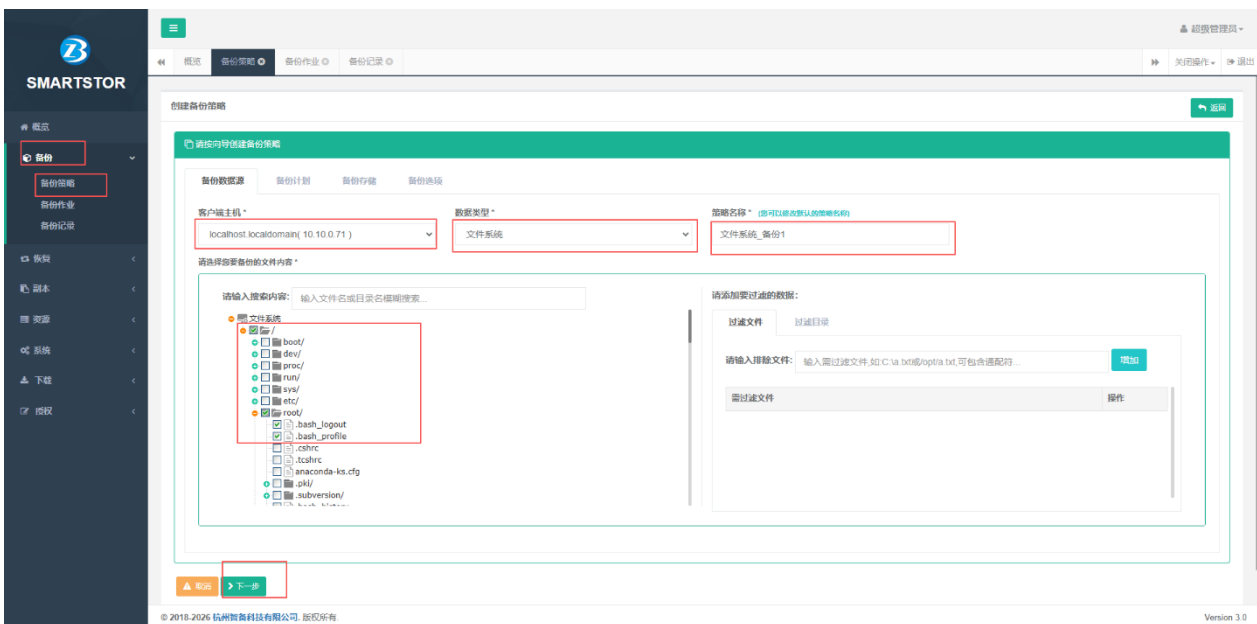 超级管理员
SMARTSTOR
概览 备份策略 备份作业 备份记录 关闭操作 退出
创建备份策略 返回
概览
备份
备份策略
备份作业
备份记录
恢复
副本
资源
系统
下载
授权
请按向导创建备份策略
备份数据源 备份计划 备份存储 备份选项
客户端主机 * 数据类型 * 策略名称 * (您可以修改默认的策略名称)
localhost.localdomain( 10.10.0.71 ) 文件系统 文件系统_备份1
请选择您要备份的文件内容 *
请输入搜索内容: 输入文件名或目录名模糊搜索...
文件系统
/
boot/
dev/
proc/
run/
sys/
etc/
root/
.bash_logout
.bash_profile
.cshrc
.tcshrc
anaconda-ks.cfg
.pki/
.subversion/
.bash_history
请添加要过滤的数据:
过滤文件 过滤目录
请输入排除文件: 输入需过滤文件,如:C:\a.txt或/opt/a.txt,可包含通配符... 增加
需过滤文件 操作
取消 下一步
© 2018-2026 杭州智备科技有限公司. 版权所有. Version 3.0